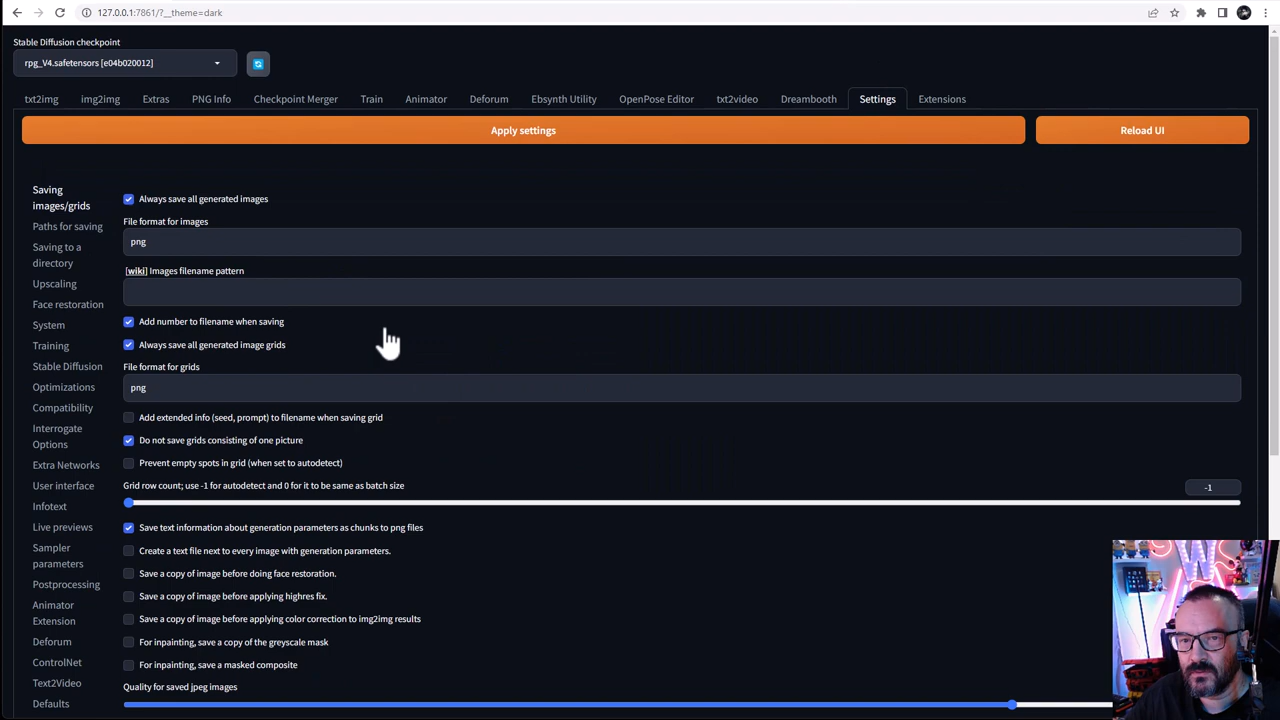 127.0.0.1:7861/?__theme=dark
Stable Diffusion checkpoint
rpg_V4.safetensors [e04b020012]
txt2img img2img Extras PNG Info Checkpoint Merger Train Animator Deforum Ebsynth Utility OpenPose Editor txt2video Dreambooth Settings Extensions
Apply settings Reload UI
Saving
images/grids
Paths for saving
Saving to a
directory
Upscaling
Face restoration
System
Training
Stable Diffusion
Optimizations
Compatibility
Interrogate
Options
Extra Networks
User interface
Infotext
Live previews
Sampler
parameters
Postprocessing
Animator
Extension
Deforum
ControlNet
Text2Video
Defaults
Always save all generated images
File format for images
png
[wiki] Images filename pattern
Add number to filename when saving
Always save all generated image grids
File format for grids
png
Add extended info (seed, prompt) to filename when saving grid
Do not save grids consisting of one picture
Prevent empty spots in grid (when set to autodetect)
Grid row count; use -1 for autodetect and 0 for it to be same as batch size
-1
Save text information about generation parameters as chunks to png files
Create a text file next to every image with generation parameters.
Save a copy of image before doing face restoration.
Save a copy of image before applying highres fix.
Save a copy of image before applying color correction to img2img results
For inpainting, save a copy of the greyscale mask
For inpainting, save a masked composite
Quality for saved jpeg images